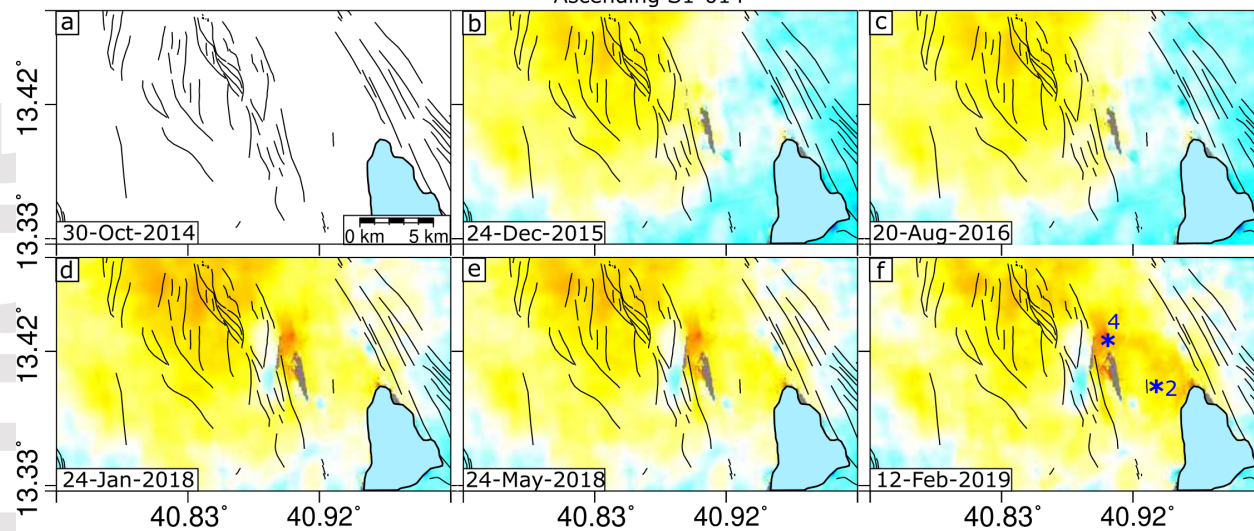 a
b
c
13.42°
13.33°
30-Oct-2014
0 km 5 km
24-Dec-2015
20-Aug-2016
d
e
f
4
2
13.42°
13.33°
24-Jan-2018
24-May-2018
12-Feb-2019
40.83° 40.92° 40.83° 40.92° 40.83° 40.92°